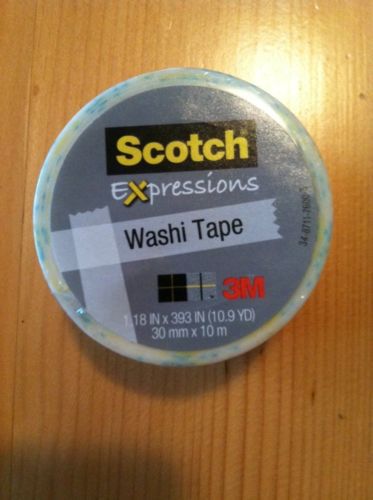 Scotch
Expressions
Washi Tape
3M
1.18 IN x 393 IN (10.9 YD)
30 mm x 10 m